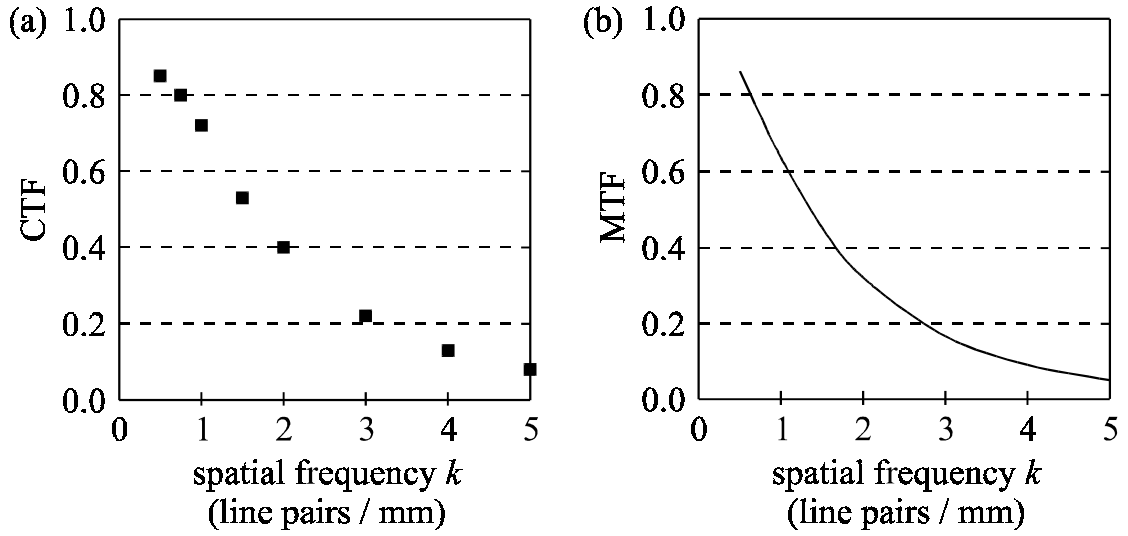 (a)
1.0
0.8
0.6
0.4
0.2
0.0
CTF
0 1 2 3 4 5
spatial frequency k
(line pairs / mm)
(b)
1.0
0.8
0.6
0.4
0.2
0.0
MTF
0 1 2 3 4 5
spatial frequency k
(line pairs / mm)